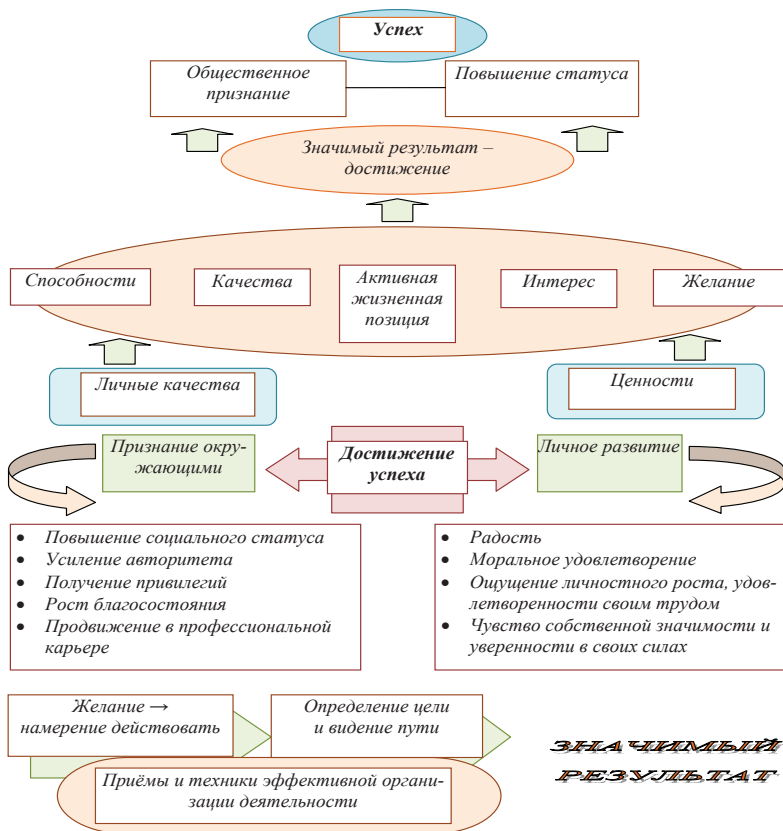 Успех
Общественное
признание
Повышение статуса
Значимый результат –
достижение
Способности
Качества
Активная
жизненная
позиция
Интерес
Желание
Личные качества
Ценности
Признание окру-
жающими
Достижение
успеха
Личное развитие
• Повышение социального статуса
• Усиление авторитета
• Получение привилегий
• Рост благосостояния
• Продвижение в профессиональной
карьере
• Радость
• Моральное удовлетворение
• Ощущение личностного роста, удов-
летворенности своим трудом
• Чувство собственной значимости и
уверенности в своих силах
Желание →
намерение действовать
Определение цели
и видение пути
Приёмы и техники эффективной органи-
зации деятельности
ЗНАЧИМЫЙ
РЕЗУЛЬТАТ